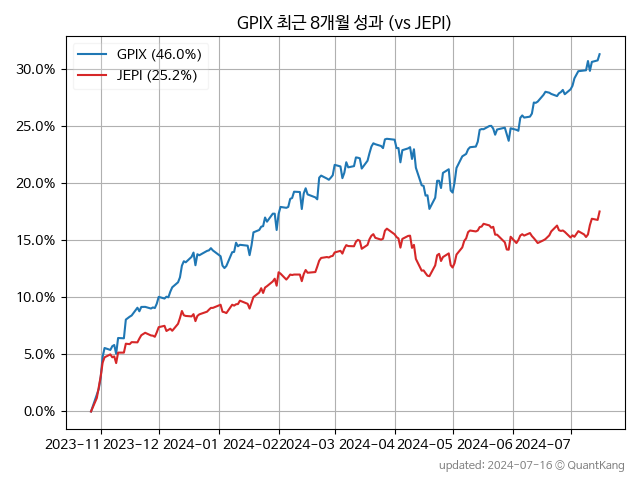 GPIX 최근 8개월 성과 (vs JEPI)
GPIX (46.0%)
JEPI (25.2%)
30.0%
25.0%
20.0%
15.0%
10.0%
5.0%
0.0%
2023-11 2023-12 2024-01 2024-02 2024-03 2024-04 2024-05 2024-06 2024-07
updated: 2024-07-16 © QuantKang